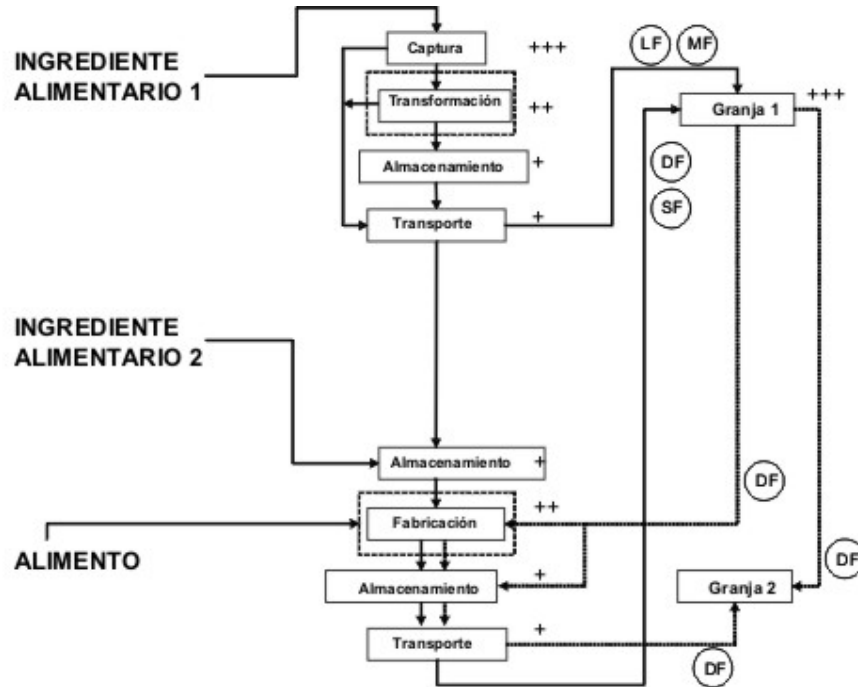 INGREDIENTE
ALIMENTARIO 1
Captura
+++
Transformación
++
Almacenamiento
+
Transporte
+
LF
MF
Granja 1
+++
DF
SF
INGREDIENTE
ALIMENTARIO 2
Almacenamiento
+
DF
Fabricación
++
ALIMENTO
Almacenamiento
+
Granja 2
DF
Transporte
+
DF